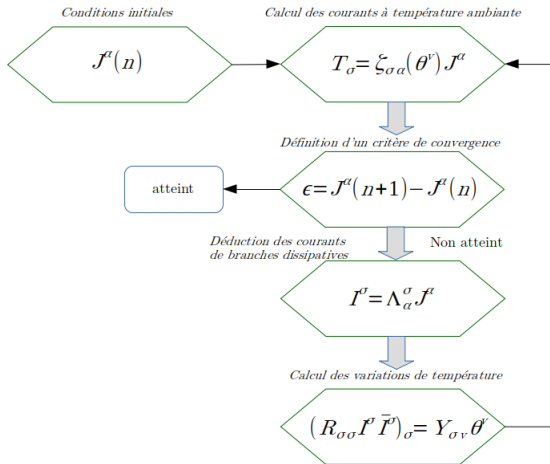 Conditions initiales
Calcul des courants à température ambiante
J^α(n)
T_σ = ζ_σα(θ^ν) J^α
Définition d'un critère de convergence
atteint
ϵ = J^α(n+1) − J^α(n)
Déduction des courants
de branches dissipatives
Non atteint
I^σ = Λ^σ_α J^α
Calcul des variations de température
(R_σσ I^σ Ī^σ)_σ = Y_σν θ^ν